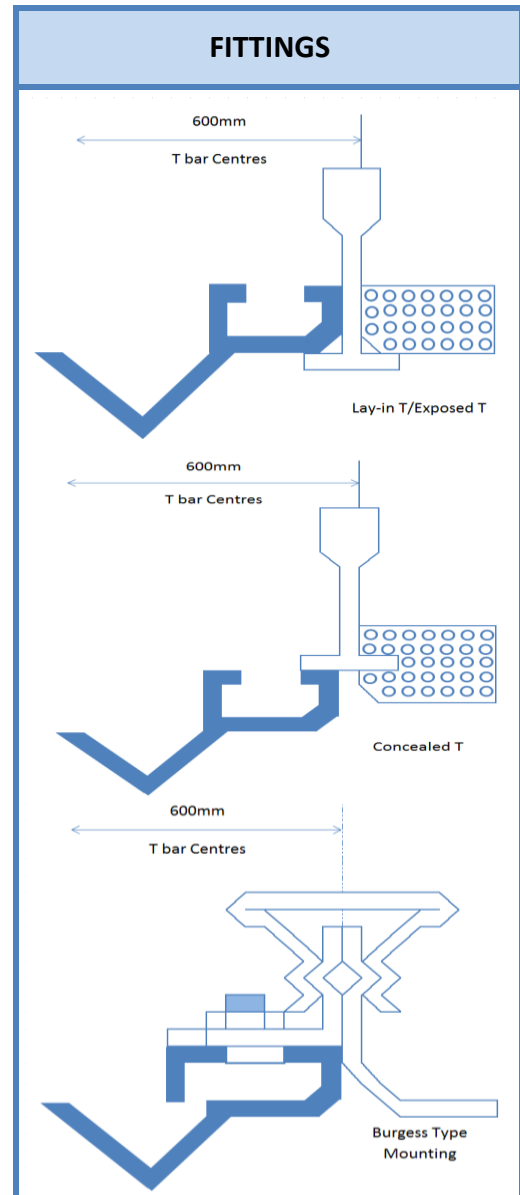 FITTINGS
600mm
T bar Centres
Lay-in T/Exposed T
600mm
T bar Centres
Concealed T
600mm
T bar Centres
Burgess Type
Mounting